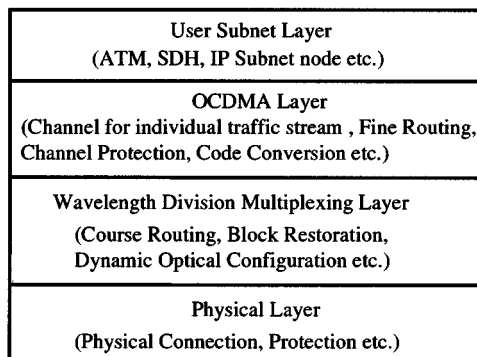 User Subnet Layer
(ATM, SDH, IP Subnet node etc.)
OCDMA Layer
(Channel for individual traffic stream , Fine Routing,
Channel Protection, Code Conversion etc.)
Wavelength Division Multiplexing Layer
(Course Routing, Block Restoration,
Dynamic Optical Configuration etc.)
Physical Layer
(Physical Connection, Protection etc.)